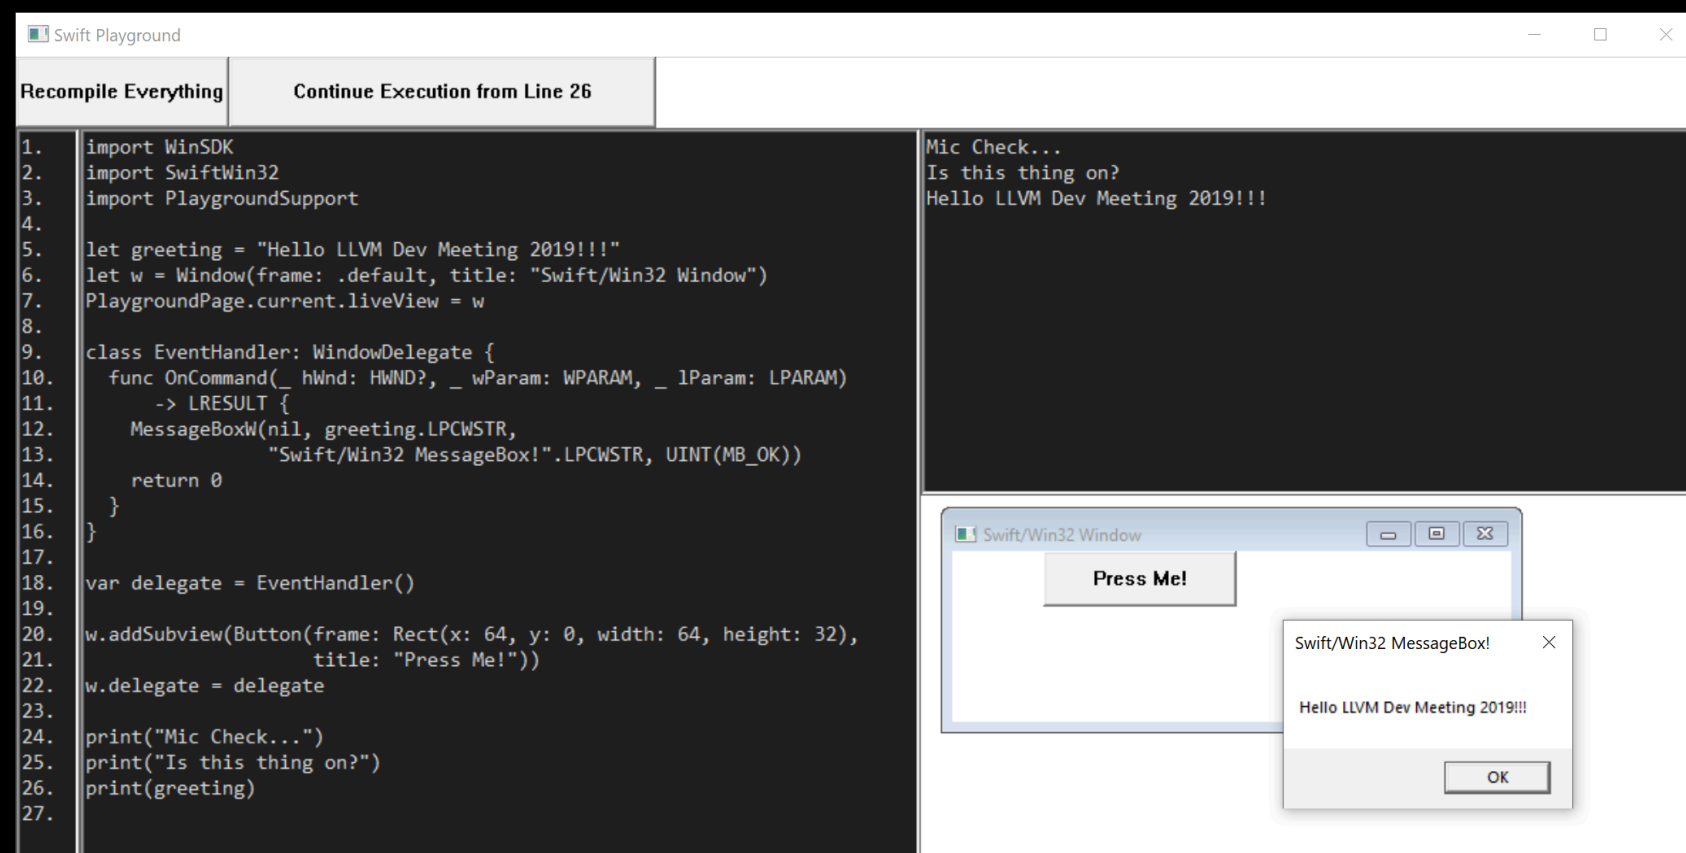 Swift Playground
Recompile Everything
Continue Execution from Line 26
1. import WinSDK
2. import SwiftWin32
3. import PlaygroundSupport
4.
5. let greeting = "Hello LLVM Dev Meeting 2019!!!"
6. let w = Window(frame: .default, title: "Swift/Win32 Window")
7. PlaygroundPage.current.liveView = w
8.
9. class EventHandler: WindowDelegate {
10.   func OnCommand(_ hWnd: HWND?, _ wParam: WPARAM, _ lParam: LPARAM)
11.       -> LRESULT {
12.     MessageBoxW(nil, greeting.LPCWSTR,
13.                 "Swift/Win32 MessageBox!".LPCWSTR, UINT(MB_OK))
14.     return 0
15.   }
16. }
17.
18. var delegate = EventHandler()
19.
20. w.addSubview(Button(frame: Rect(x: 64, y: 0, width: 64, height: 32),
21.                     title: "Press Me!"))
22. w.delegate = delegate
23.
24. print("Mic Check...")
25. print("Is this thing on?")
26. print(greeting)
27.
Mic Check...
Is this thing on?
Hello LLVM Dev Meeting 2019!!!
Swift/Win32 Window
Press Me!
Swift/Win32 MessageBox!
Hello LLVM Dev Meeting 2019!!!
OK